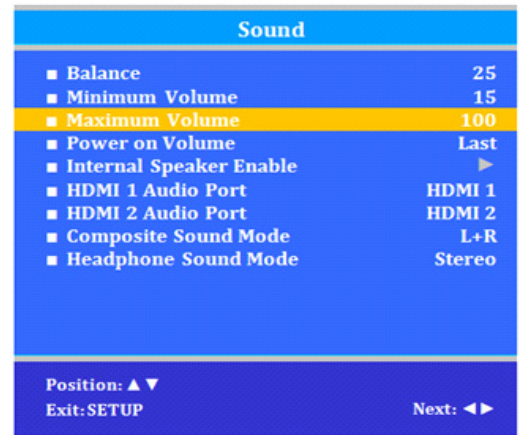 Sound
■ Balance 25
■ Minimum Volume 15
■ Maximum Volume 100
■ Power on Volume Last
■ Internal Speaker Enable ▶
■ HDMI 1 Audio Port HDMI 1
■ HDMI 2 Audio Port HDMI 2
■ Composite Sound Mode L+R
■ Headphone Sound Mode Stereo
Position: ▲ ▼
Exit: SETUP Next: ◀ ▶